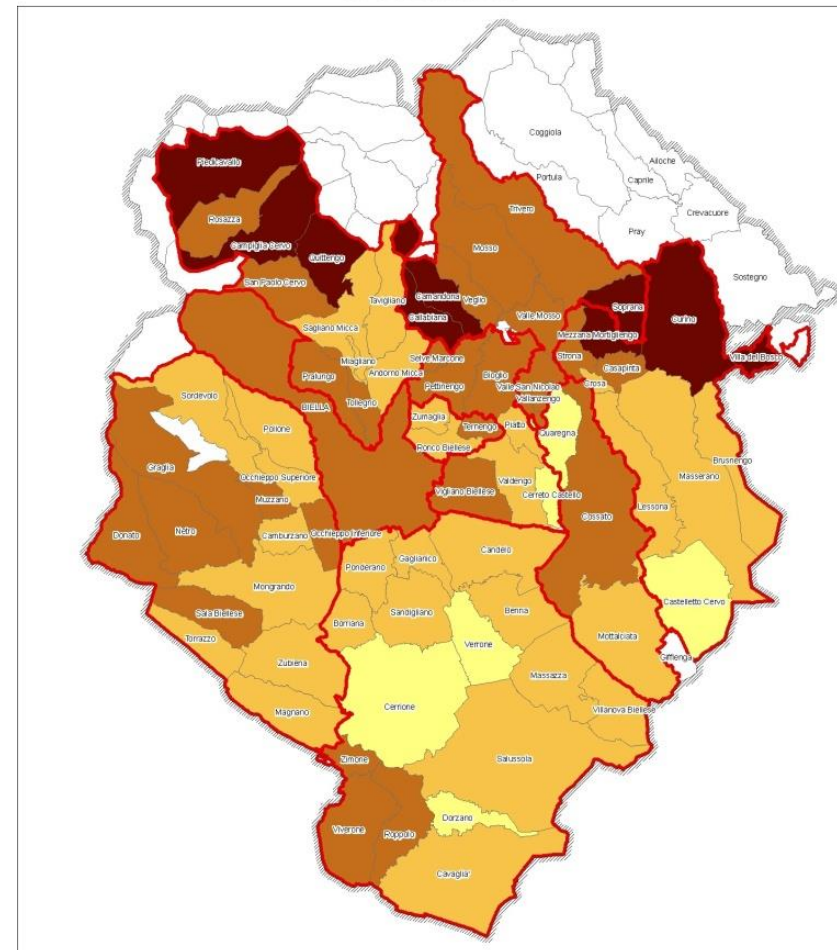 Coggiola
Ailoche
Piedicavallo
Portula
Caprile
Crevacuore
Rosazza
Trivero
Pray
Campiglia Cervo
Quittengo
Mosso
Sostegno
San Paolo Cervo
Tavigliano
Camandona
Veglio
Callabiana
Soprana
Curino
Valle Mosso
Sagliano Micca
Mezzana Mortigliengo
Strona
Villa del Bosco
Miagliano
Andorno Micca
Selve Marcone
Bioglio
Casapinta
Pralungo
Pettinengo
Valle San Nicolao
Crosa
Sordevolo
Tollegno
Vallanzengo
BIELLA
Zumaglia
Ternengo
Piatto
Quaregna
Pollone
Ronco Biellese
Brusnengo
Graglia
Occhieppo Superiore
Masserano
Muzzano
Vigliano Biellese
Valdengo
Cerreto Castello
Lessona
Donato
Netro
Camburzano
Occhieppo Inferiore
Cossato
Ponderano
Gaglianico
Candelo
Mongrando
Castelletto Cervo
Sala Biellese
Borriana
Sandigliano
Benna
Torrazzo
Mottalciata
Verrone
Gifflenga
Zubiena
Massazza
Magnano
Cerrione
Villanova Biellese
Zimone
Salussola
Viverone
Roppolo
Dorzano
Cavaglia'